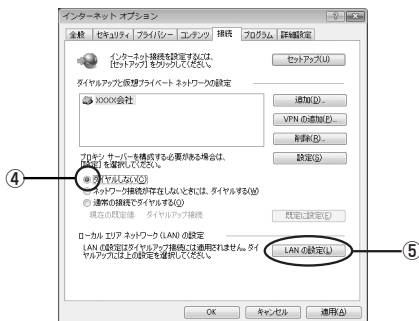 インターネット オプション
全般 セキュリティ プライバシー コンテンツ 接続 プログラム 詳細設定
インターネット接続を設定するには、
[セットアップ] をクリックしてください。
セットアップ(U)
ダイヤルアップと仮想プライベート ネットワークの設定
XXXX会社
追加(D)...
VPN の追加(P)...
削除(R)...
プロキシ サーバーを構成する必要がある場合は、
[設定] を選択してください。
設定(S)
④
ダイヤルしない(C)
ネットワーク接続が存在しないときには、ダイヤルする(W)
通常の接続でダイヤルする(O)
現在の既定値: ダイヤルアップ接続
既定に設定(E)
ローカル エリア ネットワーク (LAN) の設定
LAN の設定はダイヤルアップ接続には適用されません。ダイ
ヤルアップには上の設定を選択してください。
LAN の設定(L)
⑤
OK キャンセル 適用(A)